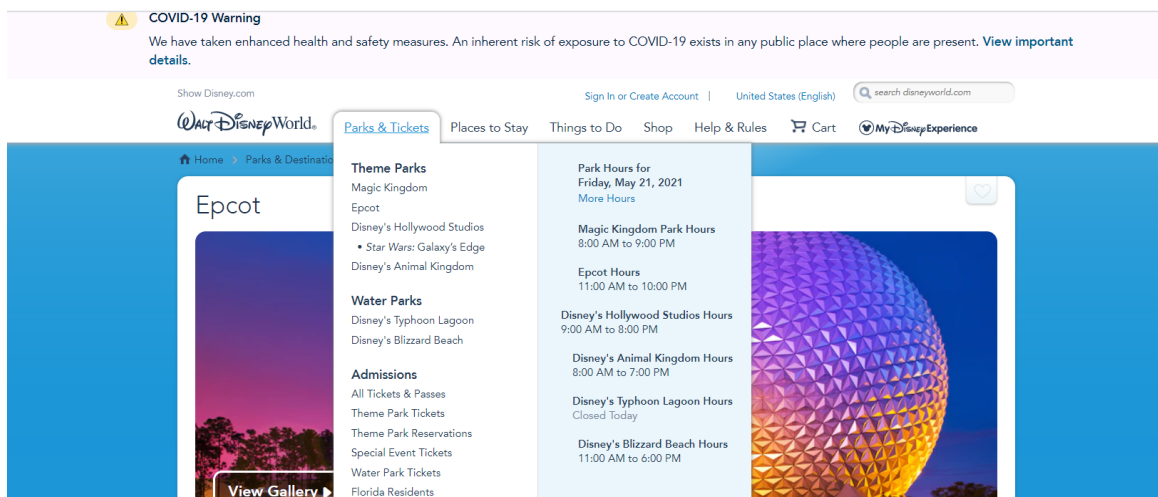 COVID-19 Warning
We have taken enhanced health and safety measures. An inherent risk of exposure to COVID-19 exists in any public place where people are present. View important
details.
Show Disney.com
Sign In or Create Account | United States (English)
search disneyworld.com
Walt Disney World.
Parks & Tickets
Places to Stay
Things to Do
Shop
Help & Rules
Cart
My Disney Experience
Home > Parks & Destinatio
Epcot
Theme Parks
Magic Kingdom
Epcot
Disney's Hollywood Studios
• Star Wars: Galaxy's Edge
Disney's Animal Kingdom
Water Parks
Disney's Typhoon Lagoon
Disney's Blizzard Beach
Admissions
All Tickets & Passes
Theme Park Tickets
Theme Park Reservations
Special Event Tickets
Water Park Tickets
Florida Residents
Park Hours for
Friday, May 21, 2021
More Hours
Magic Kingdom Park Hours
8:00 AM to 9:00 PM
Epcot Hours
11:00 AM to 10:00 PM
Disney's Hollywood Studios Hours
9:00 AM to 8:00 PM
Disney's Animal Kingdom Hours
8:00 AM to 7:00 PM
Disney's Typhoon Lagoon Hours
Closed Today
Disney's Blizzard Beach Hours
11:00 AM to 6:00 PM
View Gallery